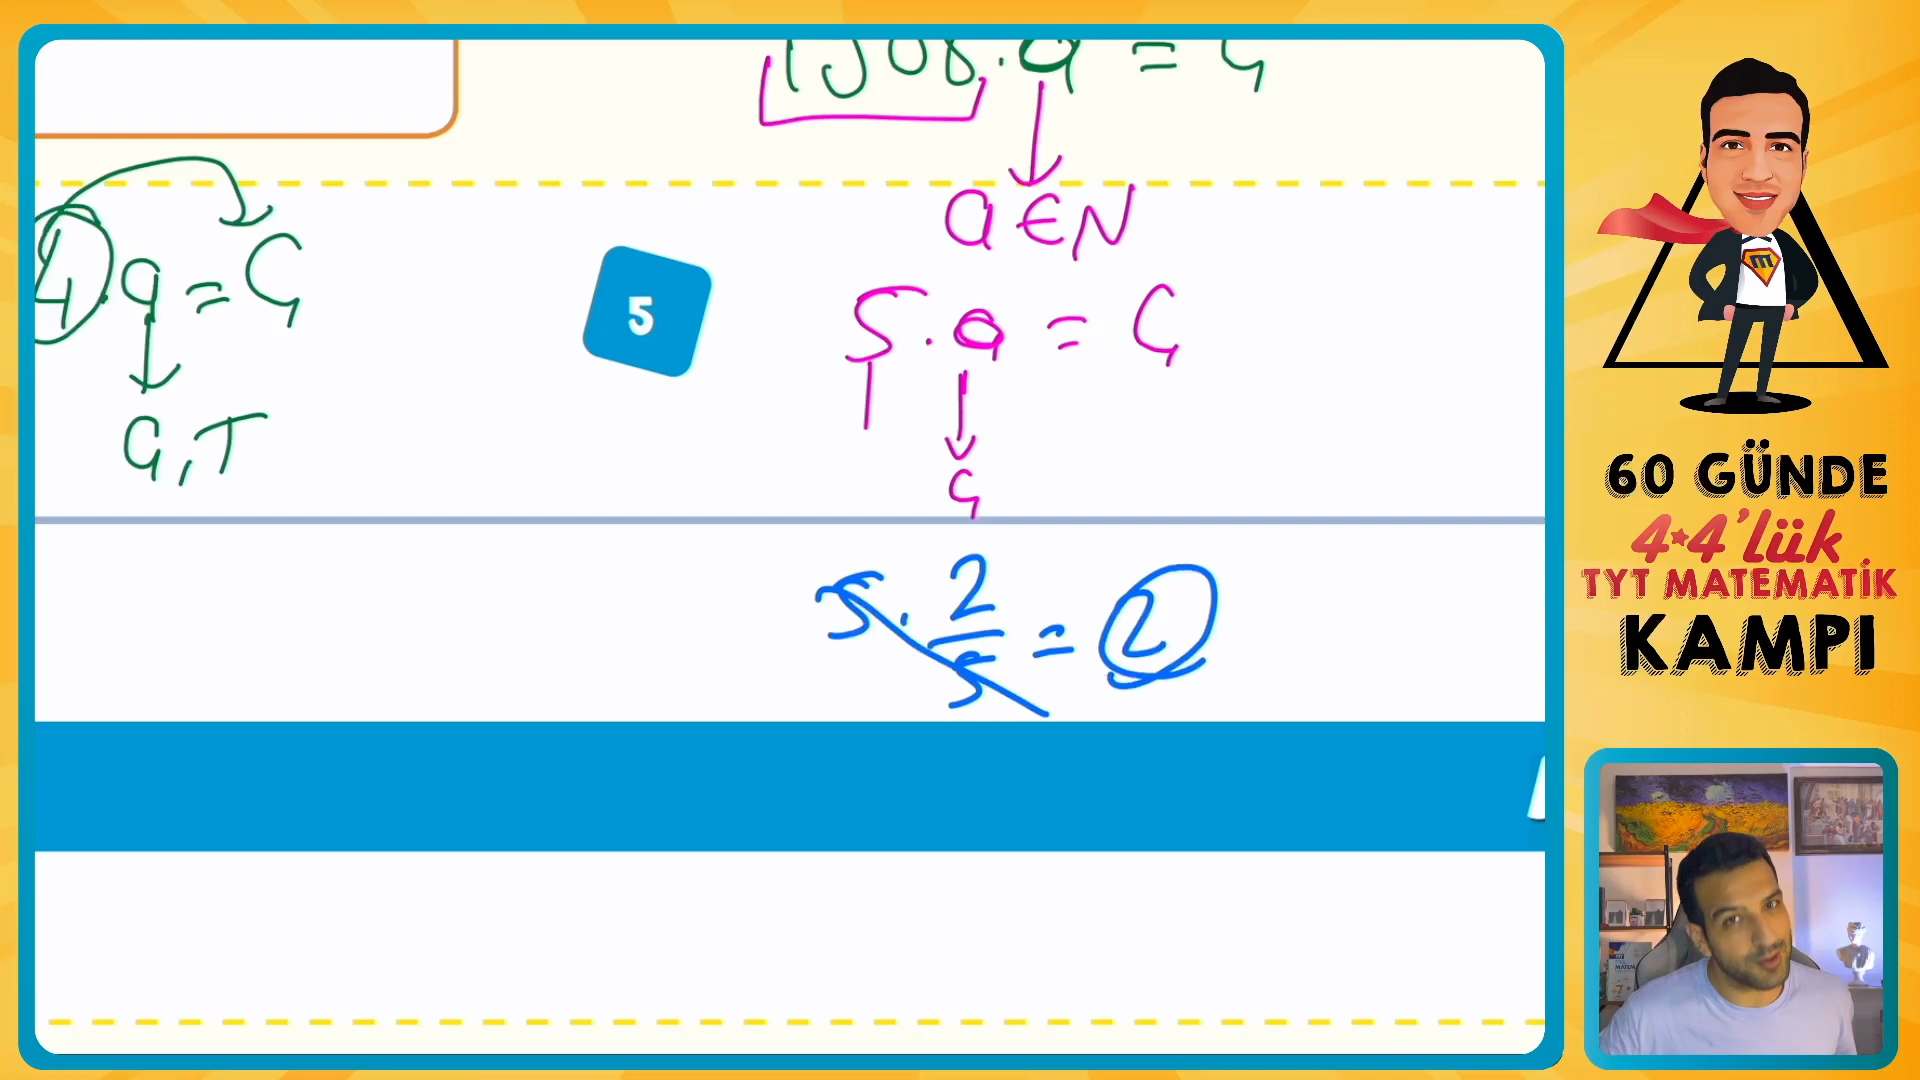 a = Ç
a ∈ N
4.a = Ç
5
5.a = Ç
Ç,T
Ç
5. 2/5 = 2
60 GÜNDE
4★4'lük
TYT MATEMATİK
KAMPI